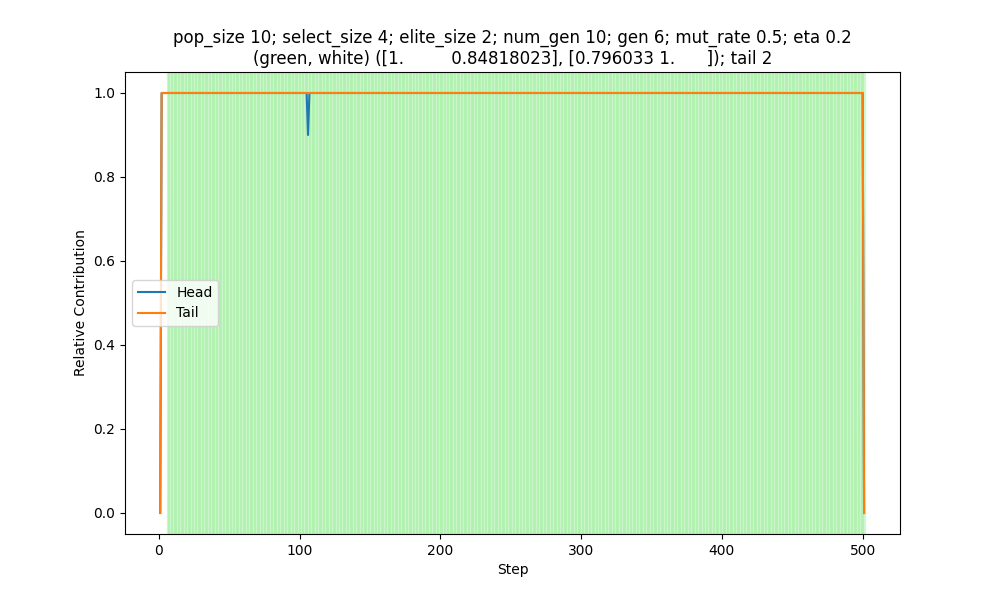 pop_size 10; select_size 4; elite_size 2; num_gen 10; gen 6; mut_rate 0.5; eta 0.2
(green, white) ([1.         0.84818023], [0.796033 1.      ]); tail 2
1.0
0.8
0.6
0.4
0.2
0.0
Relative Contribution
Head
Tail
0
100
200
300
400
500
Step